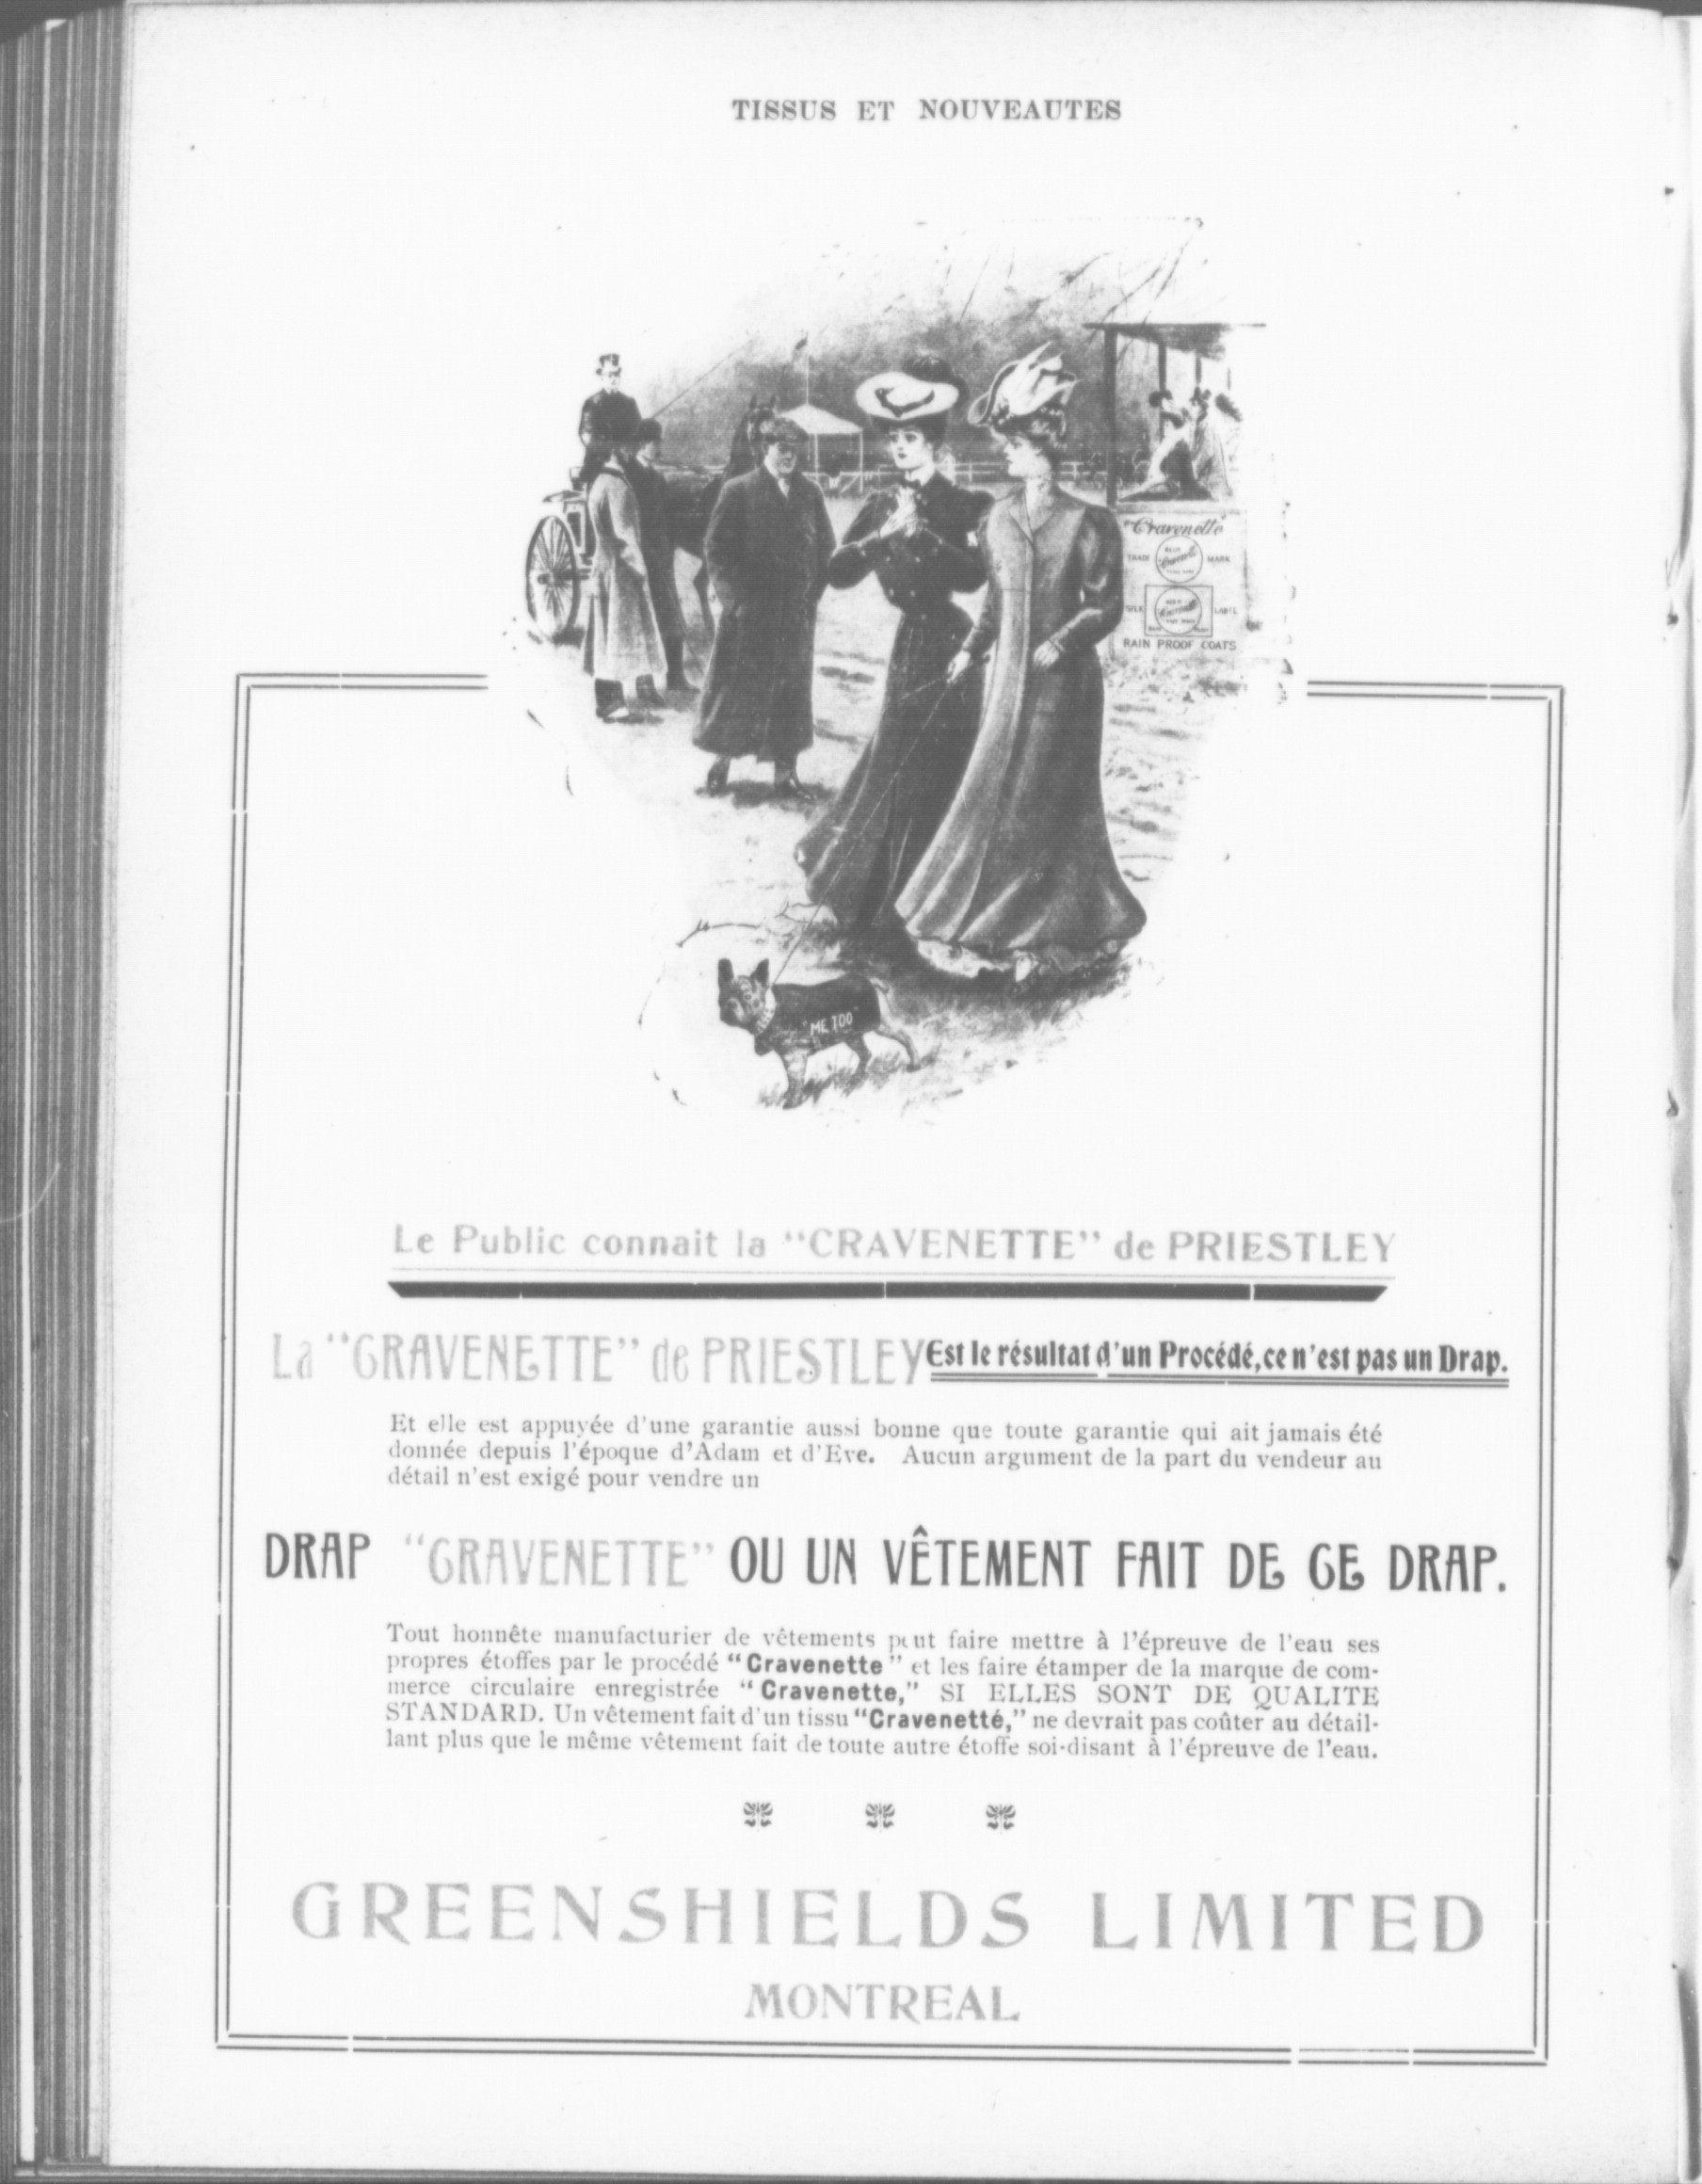 TISSUS ET NOUVEAUTES
"Cravenette"
TRADE MARK
SILK LABEL
RAIN PROOF COATS
"ME TOO"
Le Public connait la "CRAVENETTE" de PRIESTLEY
La "CRAVENETTE" de PRIESTLEY Est le résultat d'un Procédé, ce n'est pas un Drap.
Et elle est appuyée d'une garantie aussi bonne que toute garantie qui ait jamais été
donnée depuis l'époque d'Adam et d'Eve. Aucun argument de la part du vendeur au
détail n'est exigé pour vendre un
DRAP "CRAVENETTE" OU UN VÊTEMENT FAIT DE CE DRAP.
Tout honnête manufacturier de vêtements peut faire mettre à l'épreuve de l'eau ses
propres étoffes par le procédé "Cravenette" et les faire étamper de la marque de com-
merce circulaire enregistrée "Cravenette," SI ELLES SONT DE QUALITE
STANDARD. Un vêtement fait d'un tissu "Cravenetté," ne devrait pas coûter au détail-
lant plus que le même vêtement fait de toute autre étoffe soi-disant à l'épreuve de l'eau.
GREENSHIELDS LIMITED
MONTREAL